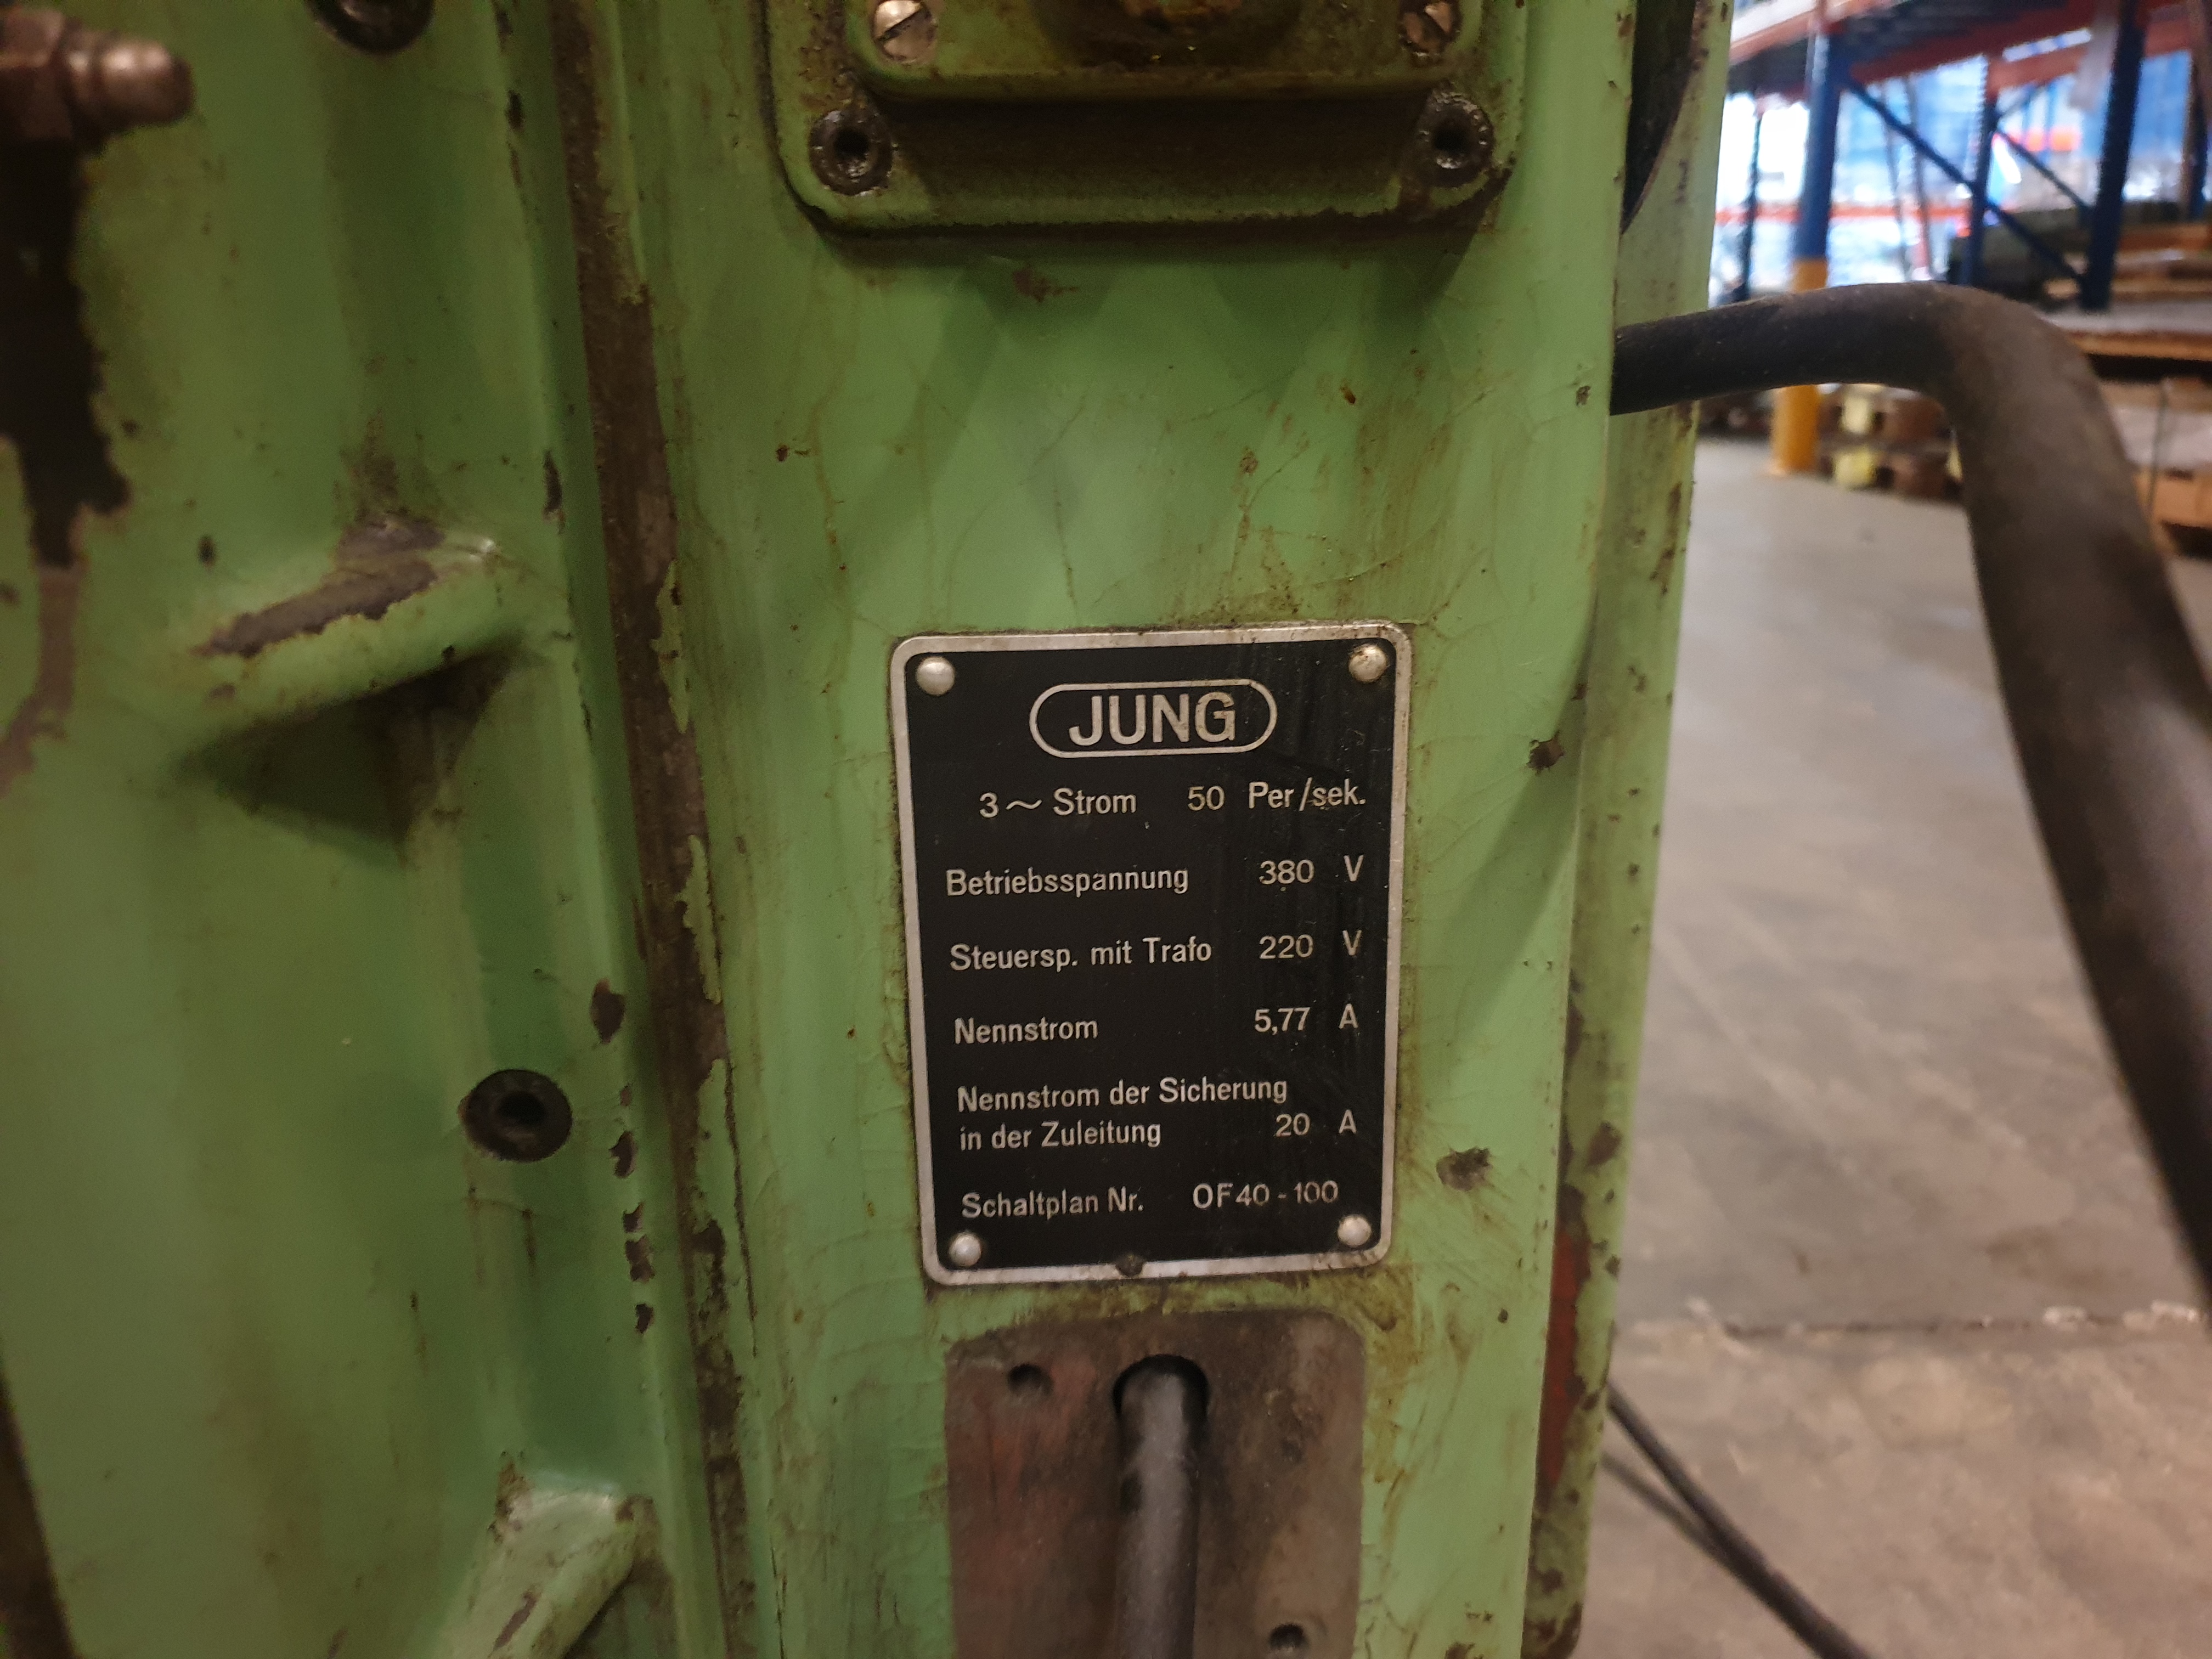 JUNG
3 ~ Strom 50 Per/sek.
Betriebsspannung 380 V
Steuersp. mit Trafo 220 V
Nennstrom 5,77 A
Nennstrom der Sicherung
in der Zuleitung 20 A
Schaltplan Nr. OF40-100